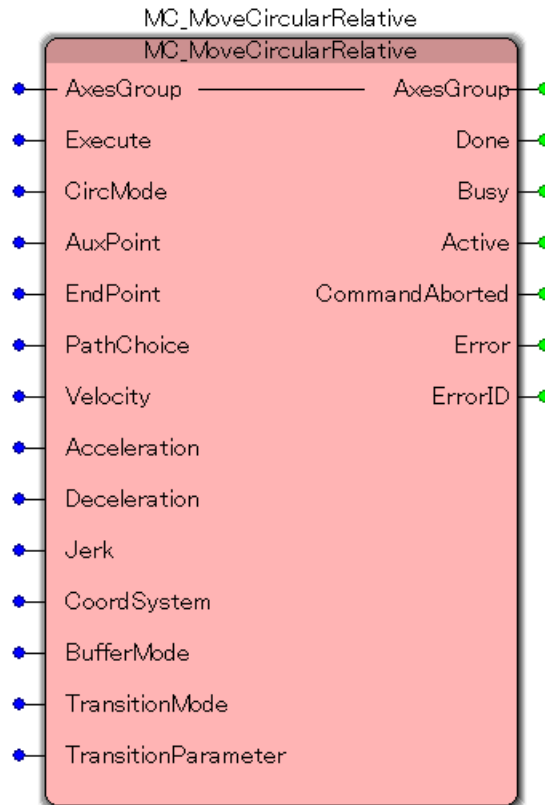 MC_MoveCircularRelative
MC_MoveCircularRelative
AxesGroup AxesGroup
Execute Done
CircMode Busy
AuxPoint Active
EndPoint CommandAborted
PathChoice Error
Velocity ErrorID
Acceleration
Deceleration
Jerk
CoordSystem
BufferMode
TransitionMode
TransitionParameter